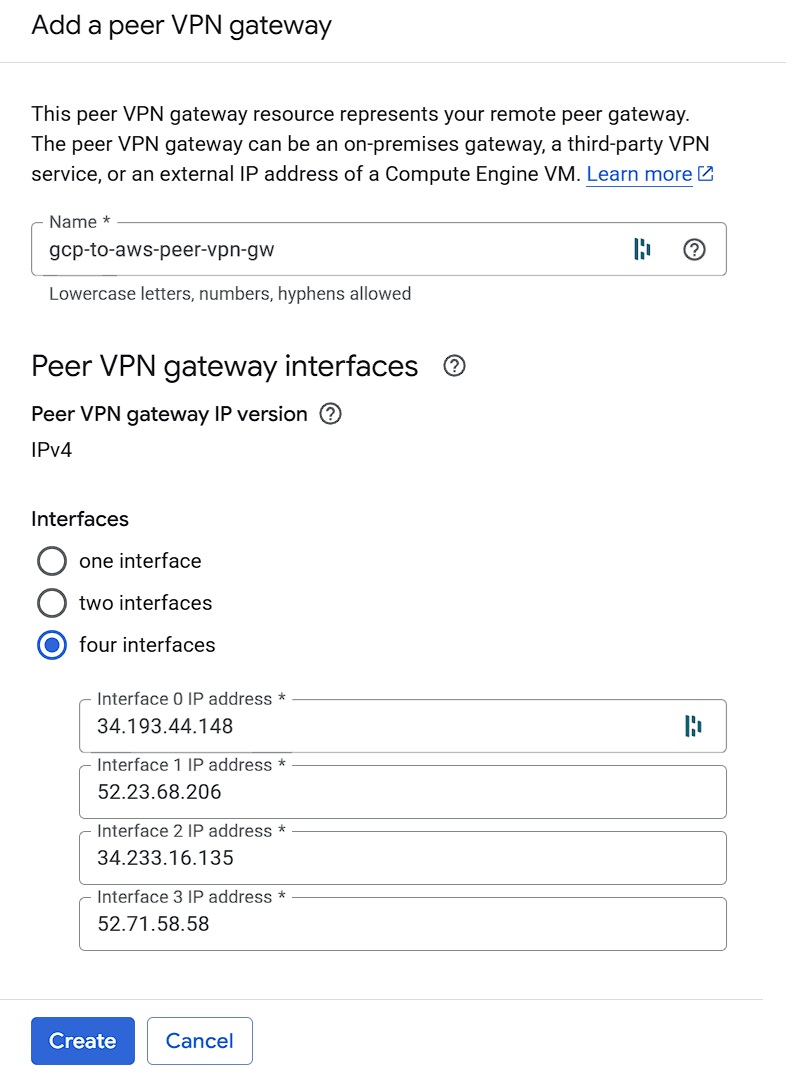 Add a peer VPN gateway
This peer VPN gateway resource represents your remote peer gateway.
The peer VPN gateway can be an on-premises gateway, a third-party VPN
service, or an external IP address of a Compute Engine VM. Learn more
Name *
gcp-to-aws-peer-vpn-gw
Lowercase letters, numbers, hyphens allowed
Peer VPN gateway interfaces
Peer VPN gateway IP version
IPv4
Interfaces
one interface
two interfaces
four interfaces
Interface 0 IP address *
34.193.44.148
Interface 1 IP address *
52.23.68.206
Interface 2 IP address *
34.233.16.135
Interface 3 IP address *
52.71.58.58
Create Cancel